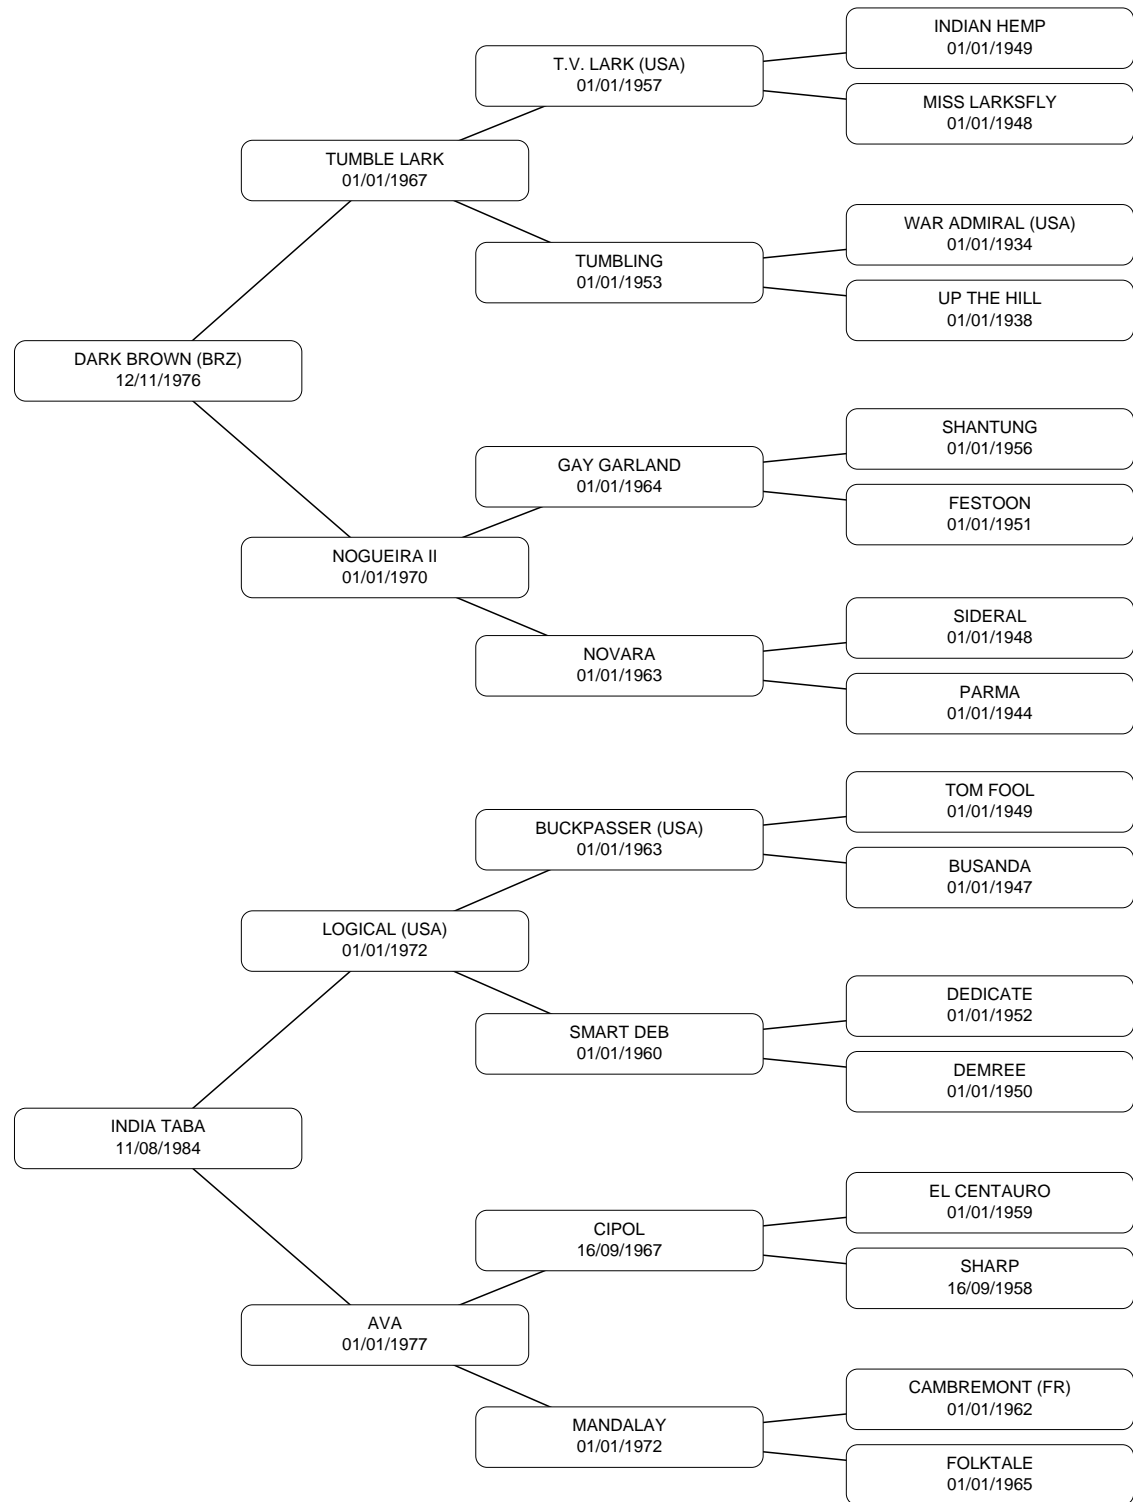 INDIAN HEMP
01/01/1949
T.V. LARK (USA)
01/01/1957
MISS LARKSFLY
01/01/1948
TUMBLE LARK
01/01/1967
WAR ADMIRAL (USA)
01/01/1934
TUMBLING
01/01/1953
UP THE HILL
01/01/1938
DARK BROWN (BRZ)
12/11/1976
SHANTUNG
01/01/1956
GAY GARLAND
01/01/1964
FESTOON
01/01/1951
NOGUEIRA II
01/01/1970
SIDERAL
01/01/1948
NOVARA
01/01/1963
PARMA
01/01/1944
TOM FOOL
01/01/1949
BUCKPASSER (USA)
01/01/1963
BUSANDA
01/01/1947
LOGICAL (USA)
01/01/1972
DEDICATE
01/01/1952
SMART DEB
01/01/1960
DEMREE
01/01/1950
INDIA TABA
11/08/1984
EL CENTAURO
01/01/1959
CIPOL
16/09/1967
SHARP
16/09/1958
AVA
01/01/1977
CAMBREMONT (FR)
01/01/1962
MANDALAY
01/01/1972
FOLKTALE
01/01/1965